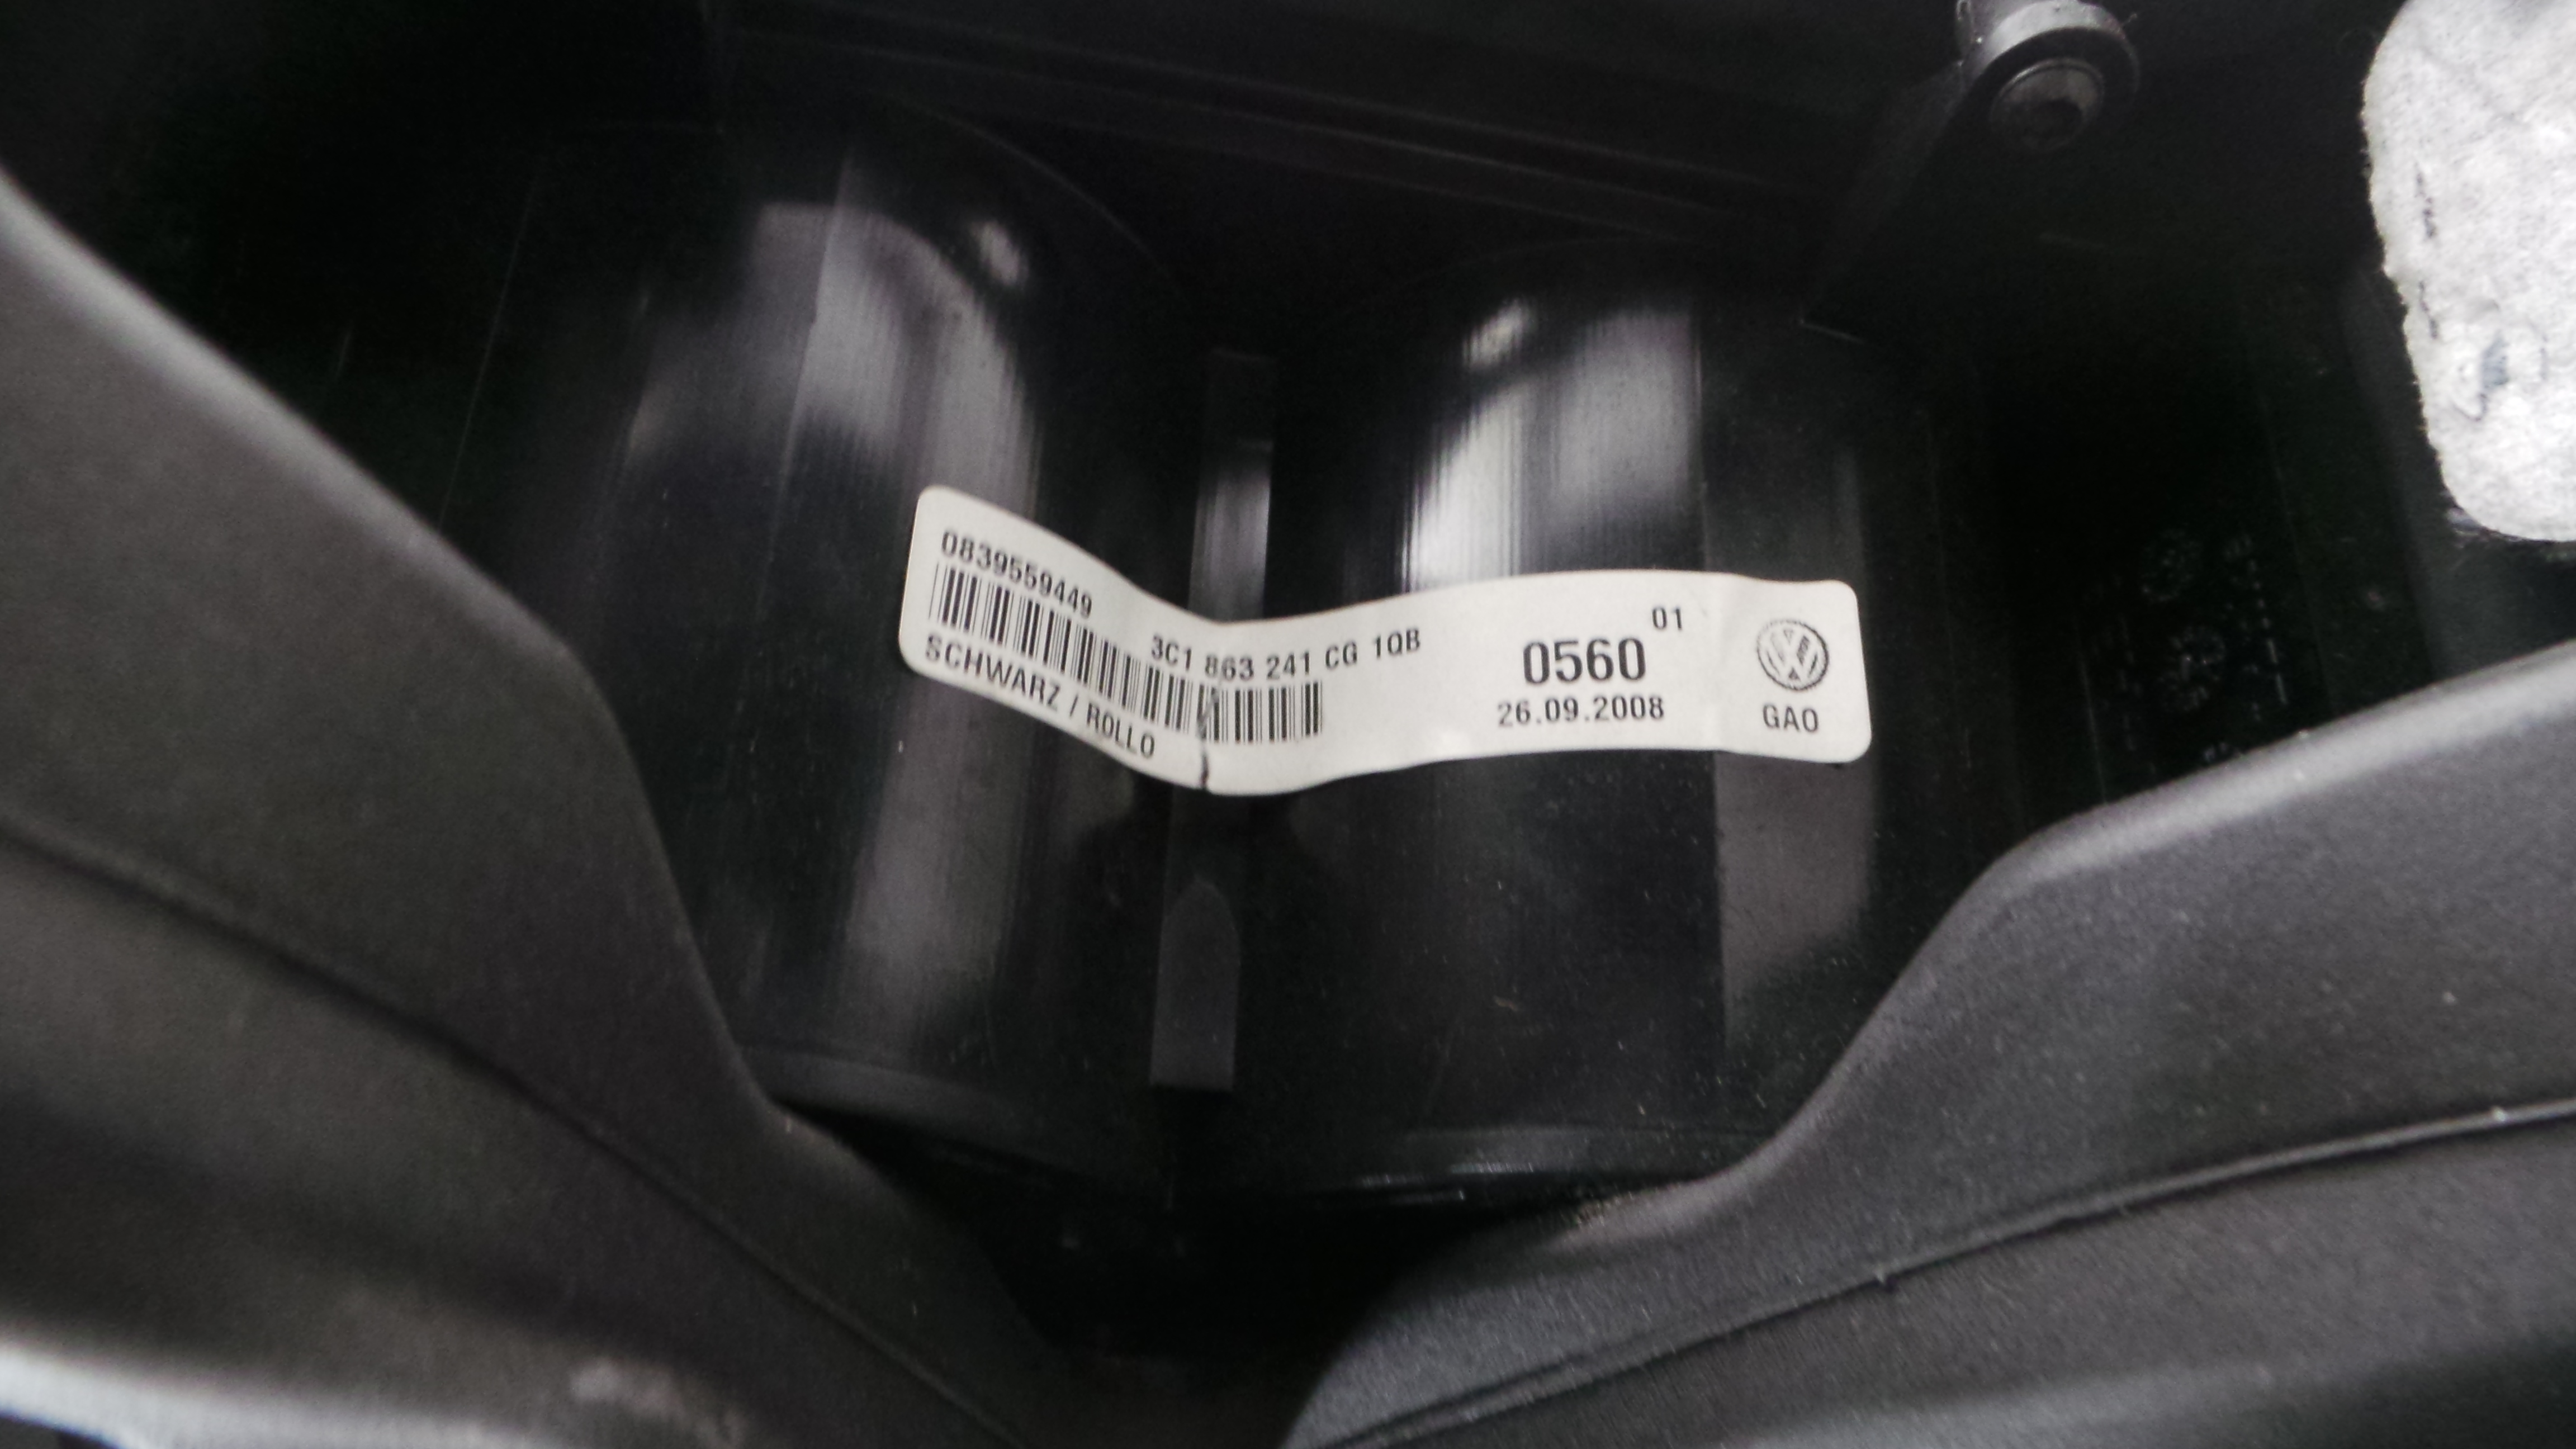 0839559449
3C1 863 241 CG 1QB
SCHWARZ / ROLLO
01
0560
26.09.2008
GAO